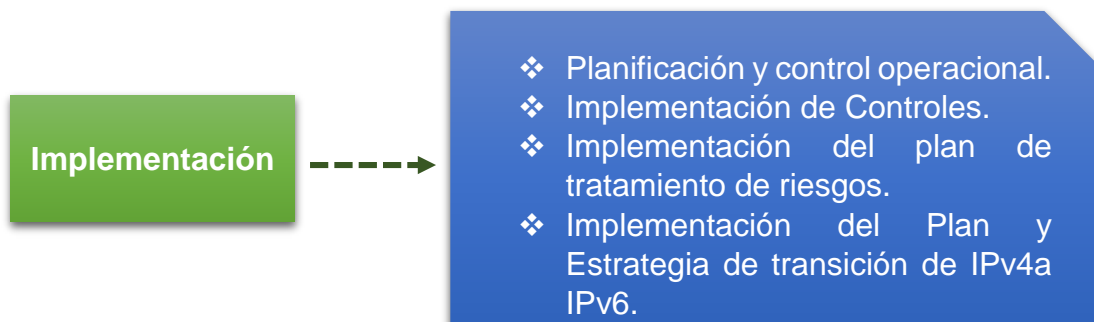 Implementación
❖ Planificación y control operacional.
❖ Implementación de Controles.
❖ Implementación del plan de
tratamiento de riesgos.
❖ Implementación del Plan y
Estrategia de transición de IPv4a
IPv6.